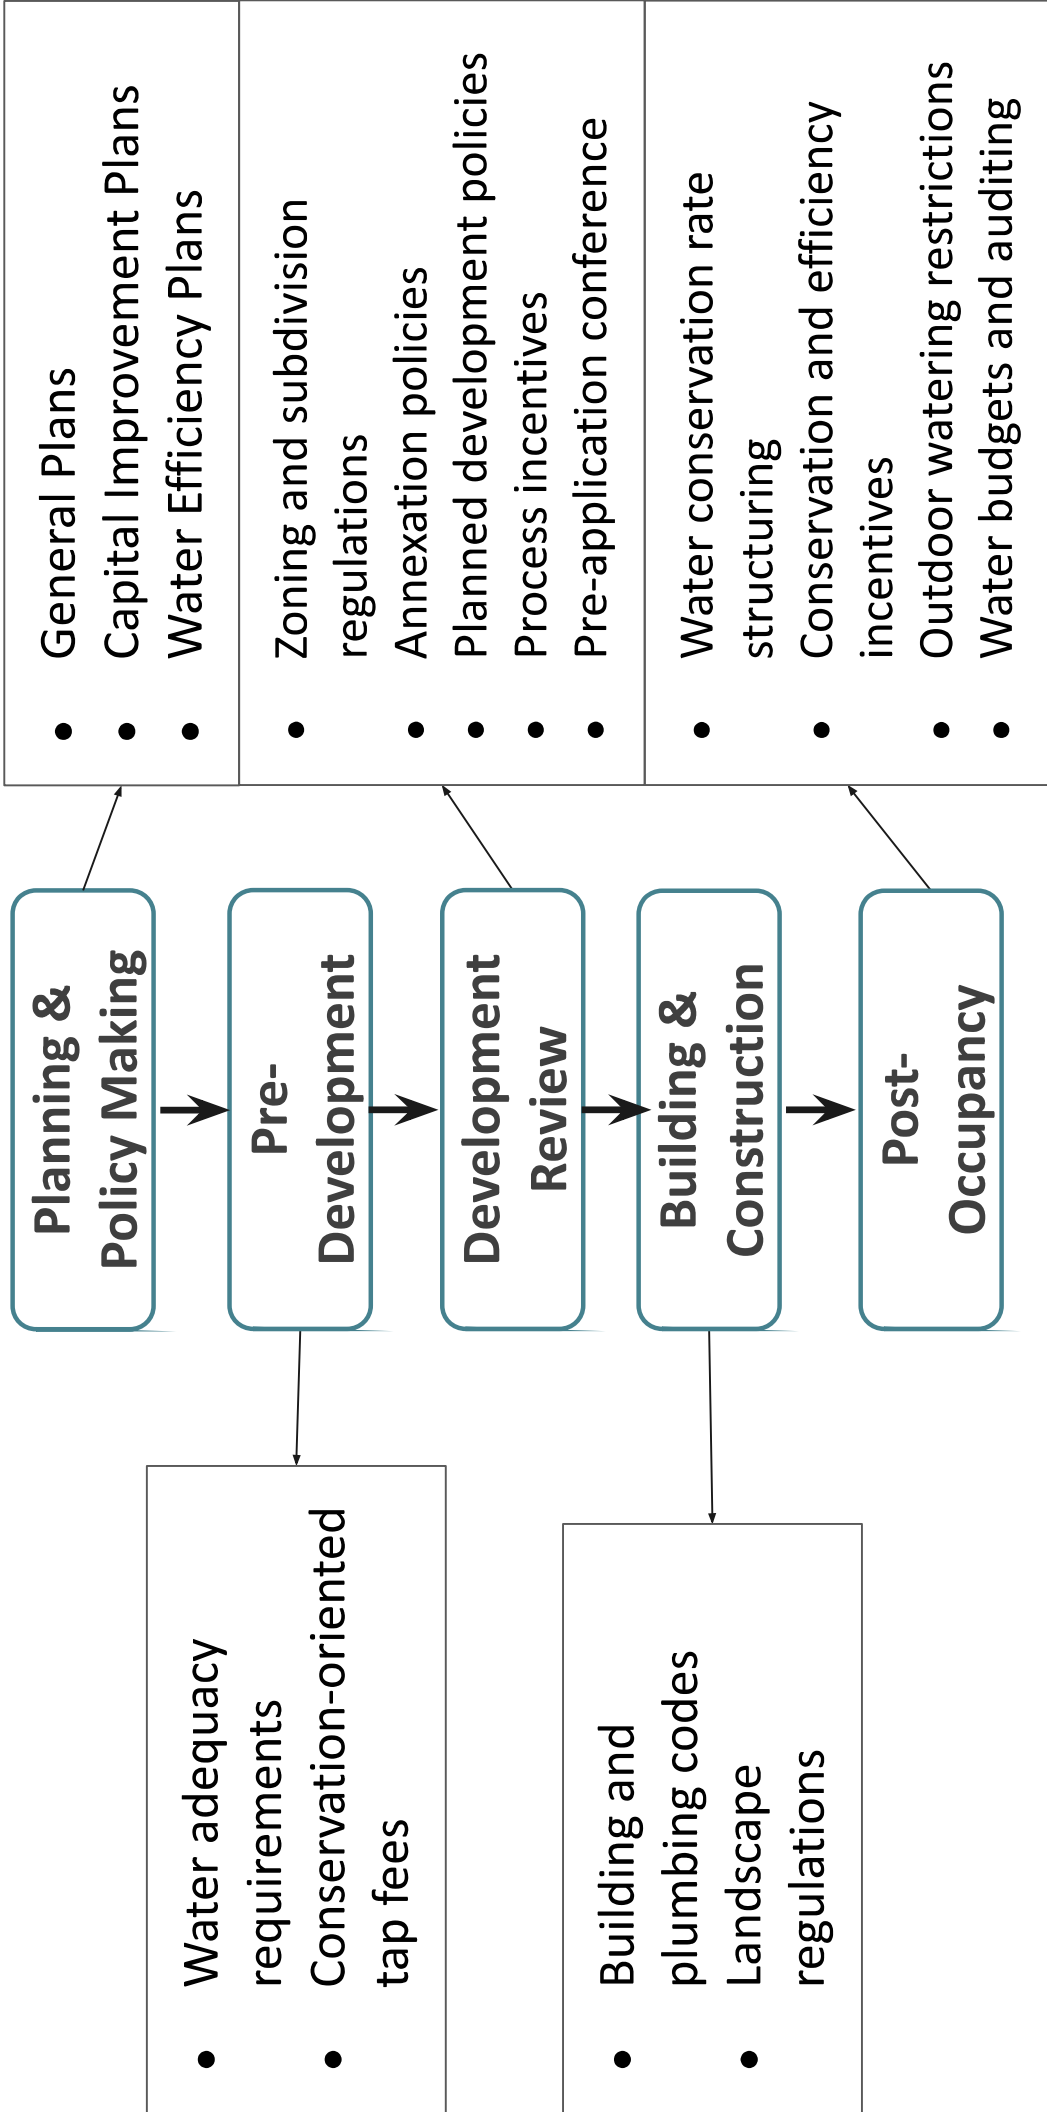 Planning &
Policy Making
General Plans
Capital Improvement Plans
Water Efficiency Plans
Pre-
Development
Water adequacy
requirements
Conservation-oriented
tap fees
Development
Review
Zoning and subdivision
regulations
Annexation policies
Planned development policies
Process incentives
Pre-application conference
Building &
Construction
Building and
plumbing codes
Landscape
regulations
Post-
Occupancy
Water conservation rate
structuring
Conservation and efficiency
incentives
Outdoor watering restrictions
Water budgets and auditing